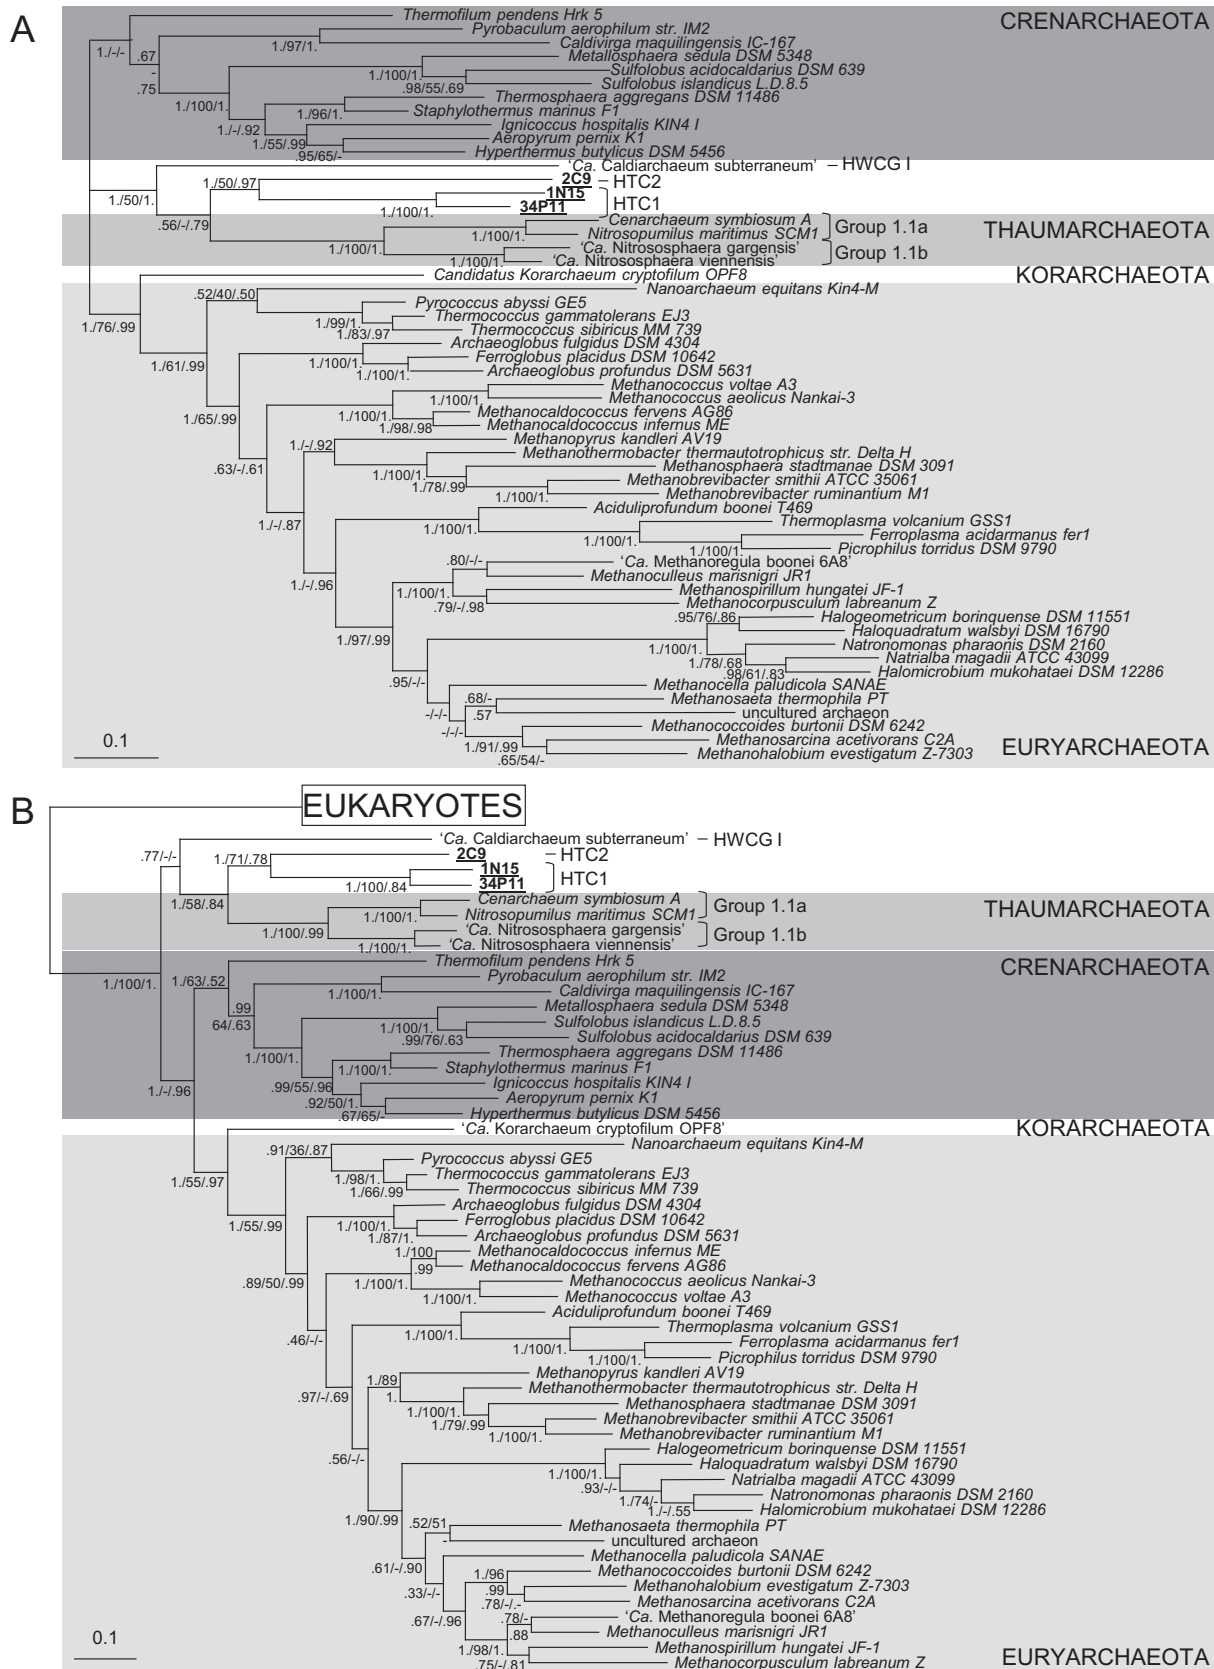 A
CRENARCHAEOTA
Thermofilum pendens Hrk 5
Pyrobaculum aerophilum str. IM2
1./-/-
.67
-
.75
1./97/1.
Caldivirga maquilingensis IC-167
Metallosphaera sedula DSM 5348
1./100/1.
Sulfolobus acidocaldarius DSM 639
.98/55/.69
Sulfolobus islandicus L.D.8.5
1./100/1.
Thermosphaera aggregans DSM 11486
1./96/1.
Staphylothermus marinus F1
1./-/.92
Ignicoccus hospitalis KIN4 I
1./55/.99
Aeropyrum pernix K1
.95/65/-
Hyperthermus butylicus DSM 5456
'Ca. Caldiarchaeum subterraneum' – HWCG I
1./50/.97
2C9 – HTC2
1./50/1.
1N15
HTC1
1./100/1.
34P11
.56/-/.79
Cenarchaeum symbiosum A
Group 1.1a
THAUMARCHAEOTA
1./100/1.
Nitrosopumilus maritimus SCM1
1./100/1.
'Ca. Nitrososphaera gargensis'
Group 1.1b
1./100/1.
'Ca. Nitrososphaera viennensis'
Candidatus Korarchaeum cryptofilum OPF8
KORARCHAEOTA
.52/40/.50
Nanoarchaeum equitans Kin4-M
Pyrococcus abyssi GE5
1./76/.99
1./99/1.
Thermococcus gammatolerans EJ3
1./83/.97
Thermococcus sibiricus MM 739
Archaeoglobus fulgidus DSM 4304
1./61/.99
1./100/1.
Ferroglobus placidus DSM 10642
1./100/1.
Archaeoglobus profundus DSM 5631
Methanococcus voltae A3
1./100/1.
Methanococcus aeolicus Nankai-3
1./65/.99
1./100/1.
Methanocaldococcus fervens AG86
1./98/.98
Methanocaldococcus infernus ME
1./-/.92
Methanopyrus kandleri AV19
Methanothermobacter thermautotrophicus str. Delta H
.63/-/.61
1./100/1.
Methanosphaera stadtmanae DSM 3091
1./78/.99
Methanobrevibacter smithii ATCC 35061
1./100/1.
Methanobrevibacter ruminantium M1
Aciduliprofundum boonei T469
1./-/.87
1./100/1.
Thermoplasma volcanium GSS1
1./100/1.
Ferroplasma acidarmanus fer1
1./100/1.
Picrophilus torridus DSM 9790
.80/-/-
'Ca. Methanoregula boonei 6A8'
1./-/.96
Methanoculleus marisnigri JR1
1./100/1.
Methanospirillum hungatei JF-1
.79/-/.98
Methanocorpusculum labreanum Z
.95/76/.86
Halogeometricum borinquense DSM 11551
Haloquadratum walsbyi DSM 16790
1./97/.99
1./100/1.
Natronomonas pharaonis DSM 2160
1./78/.68
Natrialba magadii ATCC 43099
.98/61/.83
Halomicrobium mukohataei DSM 12286
.95/-/-
Methanocella paludicola SANAE
.68/-
.57
Methanosaeta thermophila PT
-/-/-
uncultured archaeon
-/-/-
Methanococcoides burtonii DSM 6242
0.1
1./91/.99
Methanosarcina acetivorans C2A
.65/54/-
Methanohalobium evestigatum Z-7303
EURYARCHAEOTA
B
EUKARYOTES
'Ca. Caldiarchaeum subterraneum' – HWCG I
.77/-/-
1./71/.78
2C9 – HTC2
1N15
HTC1
1./100/.84
34P11
1./58/.84
Cenarchaeum symbiosum A
Group 1.1a
THAUMARCHAEOTA
1./100/1.
Nitrosopumilus maritimus SCM1
1./100/.99
'Ca. Nitrososphaera gargensis'
Group 1.1b
1./100/1.
'Ca. Nitrososphaera viennensis'
Thermofilum pendens Hrk 5
CRENARCHAEOTA
1./100/1.
1./63/.52
Pyrobaculum aerophilum str. IM2
1./100/1.
Caldivirga maquilingensis IC-167
.99
64/.63
Metallosphaera sedula DSM 5348
1./100/1.
Sulfolobus islandicus L.D.8.5
.99/76/.63
Sulfolobus acidocaldarius DSM 639
1./100/1.
Thermosphaera aggregans DSM 11486
1./100/1.
Staphylothermus marinus F1
1./-/.96
.99/55/.96
Ignicoccus hospitalis KIN4 I
.92/50/1.
Aeropyrum pernix K1
.67/65/-
Hyperthermus butylicus DSM 5456
'Ca. Korarchaeum cryptofilum OPF8'
KORARCHAEOTA
.91/36/.87
Nanoarchaeum equitans Kin4-M
Pyrococcus abyssi GE5
1./55/.97
1./98/1.
Thermococcus gammatolerans EJ3
1./66/.99
Thermococcus sibiricus MM 739
Archaeoglobus fulgidus DSM 4304
1./55/.99
1./100/1.
Ferroglobus placidus DSM 10642
1./87/1.
Archaeoglobus profundus DSM 5631
1./100
.99
Methanocaldococcus infernus ME
Methanocaldococcus fervens AG86
.89/50/.99
1./100/1.
Methanococcus aeolicus Nankai-3
1./100/1.
Methanococcus voltae A3
Aciduliprofundum boonei T469
.46/-/-
1./100/1.
Thermoplasma volcanium GSS1
1./100/1.
Ferroplasma acidarmanus fer1
1./100/1.
Picrophilus torridus DSM 9790
1./89
1.
Methanopyrus kandleri AV19
.97/-/.69
Methanothermobacter thermautotrophicus str. Delta H
1./100/1.
Methanosphaera stadtmanae DSM 3091
1./79/.99
Methanobrevibacter smithii ATCC 35061
1./100/1.
Methanobrevibacter ruminantium M1
Halogeometricum borinquense DSM 11551
.56/-/-
1./100/1.
Haloquadratum walsbyi DSM 16790
.93/-/-
Natrialba magadii ATCC 43099
1./74/-
Natronomonas pharaonis DSM 2160
1./-/.55
Halomicrobium mukohataei DSM 12286
1./90/.99
.52/51
-
Methanosaeta thermophila PT
uncultured archaeon
Methanocella paludicola SANAE
.61/-/.90
1./96
.99
Methanococcoides burtonii DSM 6242
.33/-/-
Methanohalobium evestigatum Z-7303
.78/-/.-
Methanosarcina acetivorans C2A
.67/-/.96
.78/-
.88
'Ca. Methanoregula boonei 6A8'
Methanoculleus marisnigri JR1
0.1
1./98/1.
Methanospirillum hungatei JF-1
.75/-/.81
Methanocorpusculum labreanum Z
EURYARCHAEOTA